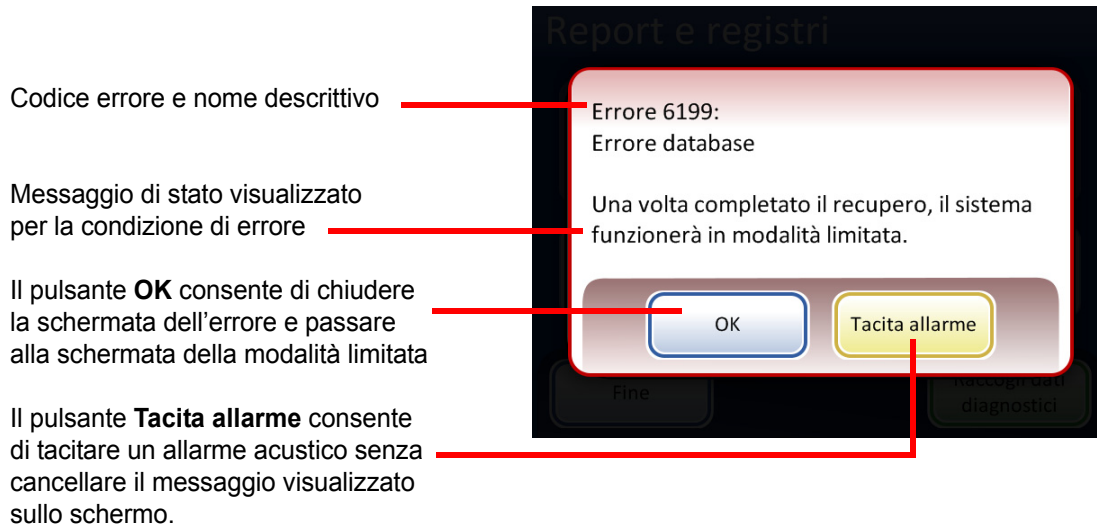 Codice errore e nome descrittivo
Messaggio di stato visualizzato
per la condizione di errore
Il pulsante OK consente di chiudere
la schermata dell'errore e passare
alla schermata della modalità limitata
Il pulsante Tacita allarme consente
di tacitare un allarme acustico senza
cancellare il messaggio visualizzato
sullo schermo.
Report e registri
Errore 6199:
Errore database
Una volta completato il recupero, il sistema
funzionerà in modalità limitata.
OK
Tacita allarme
Fine
Raccogli dati
diagnostici